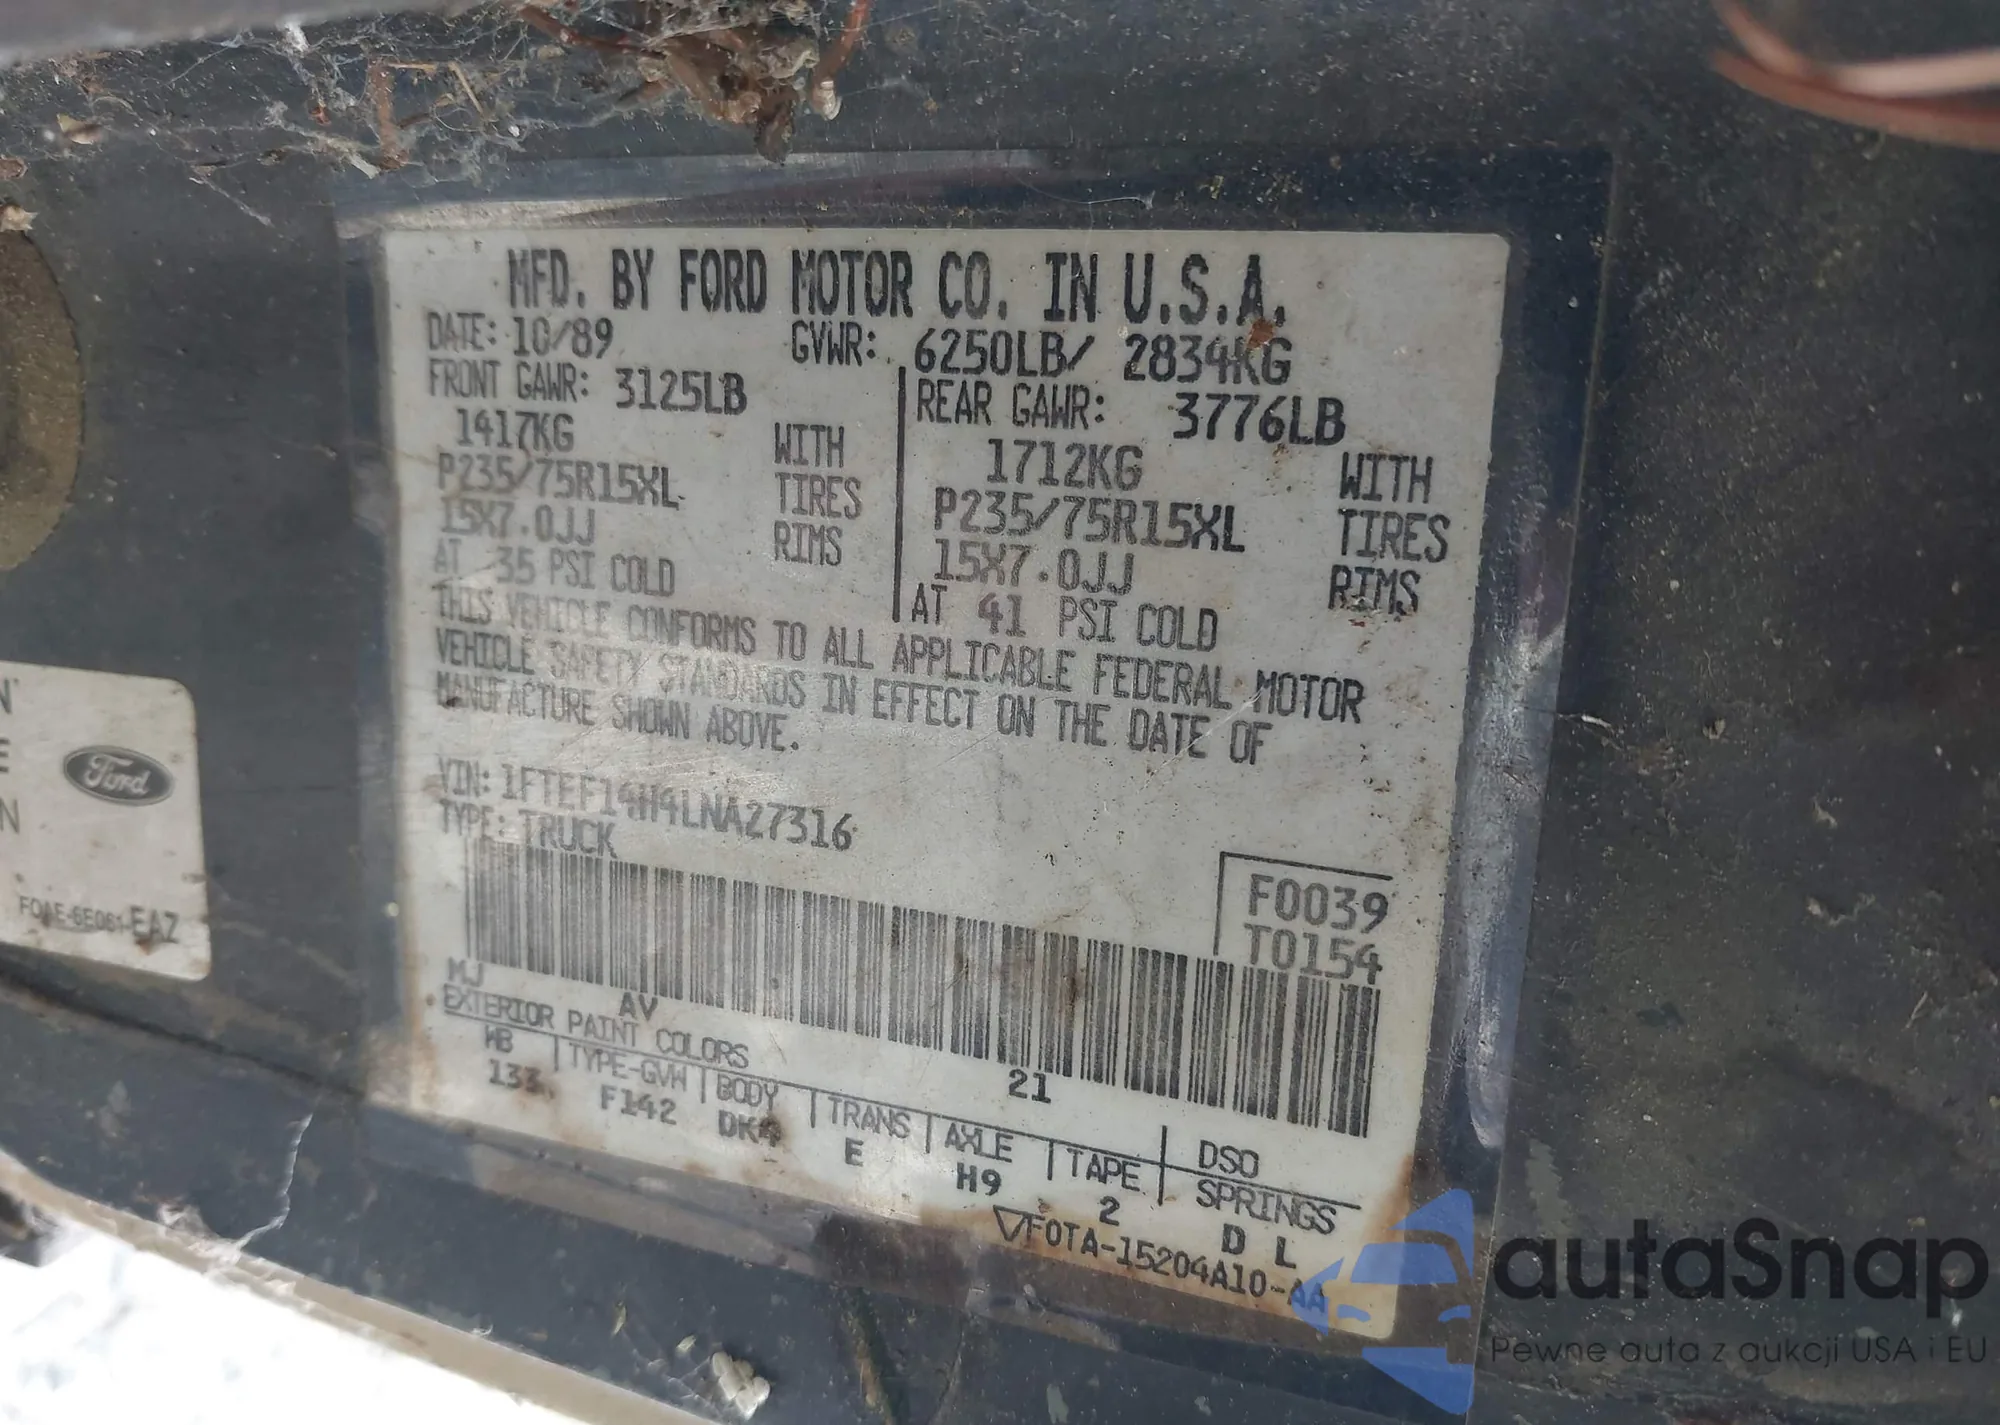 MFD. BY FORD MOTOR CO. IN U.S.A.
DATE: 10/89 GVWR: 6250LB/ 2834KG
FRONT GAWR: 3125LB REAR GAWR: 3776LB
1417KG WITH 1712KG WITH
P235/75R15XL TIRES P235/75R15XL TIRES
15X7.0JJ RIMS 15X7.0JJ RIMS
AT 35 PSI COLD AT 41 PSI COLD
THIS VEHICLE CONFORMS TO ALL APPLICABLE FEDERAL MOTOR
VEHICLE SAFETY STANDARDS IN EFFECT ON THE DATE OF
MANUFACTURE SHOWN ABOVE.
VIN: 1FTEF14H4LNA27316
TYPE: TRUCK
F0039
T0154
MJ AV 21
EXTERIOR PAINT COLORS DSO
WB TYPE-GVW BODY TRANS AXLE TAPE SPRINGS
133 F142 DK4 E H9 2 D L
F0TA-15204A10-AA
N
E
N
Ford
F0AE-6E061-EAZ
autaSnap
Pewne auta z aukcji USA i EU